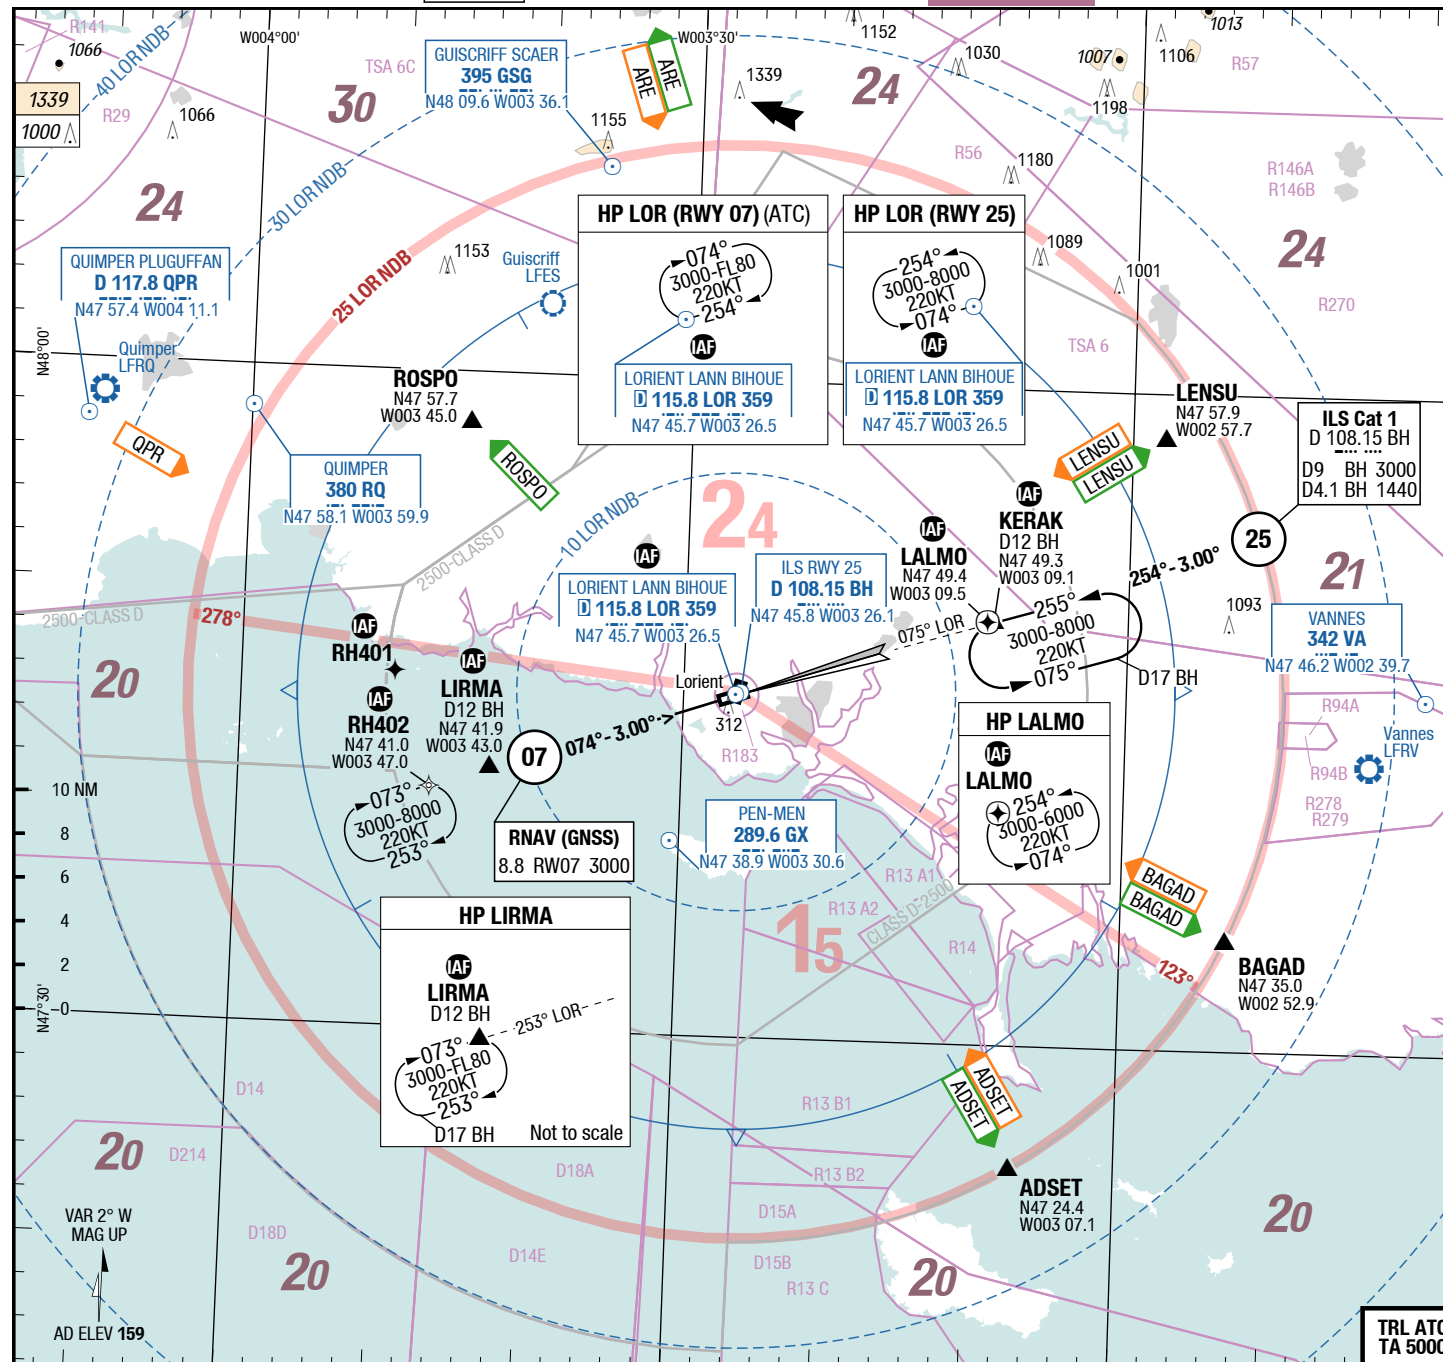 R141
1066
40 LOR NDB
1339
1000
R29
1066
W004°00'
TSA 6C
30
GUISCRIFF SCAER
395 GSG
N48 09.6 W003 36.1
ARE
ARE
W003°30'
1339
1152
24
1030
1007
1198
1106
1013
R57
1155
R56
1180
R146A
R146B
24
30 LOR NDB
25 LOR NDB
1153
Guiscriff
LFES
QUIMPER PLUGUFFAN
D 117.8 QPR
N47 57.4 W004 11.1
HP LOR (RWY 07) (ATC)
074°
3000-FL80
220KT
254°
IAF
LORIENT LANN BIHOUE
D 115.8 LOR 359
N47 45.7 W003 26.5
HP LOR (RWY 25)
254°
3000-8000
220KT
074°
IAF
LORIENT LANN BIHOUE
D 115.8 LOR 359
N47 45.7 W003 26.5
1089
1001
24
R270
TSA 6
N48°00'
Quimper
LFRQ
ROSPO
N47 57.7
W003 45.0
LENSU
N47 57.9
W002 57.7
ILS Cat 1
D 108.15 BH
D9 BH 3000
D4.1 BH 1440
QPR
QUIMPER
380 RQ
N47 58.1 W003 59.9
ROSPO
LENSU
LENSU
10 LOR NDB
24
25
254°- 3.00°
21
1093
2500-CLASS D
2500-CLASS D
IAF
LORIENT LANN BIHOUE
D 115.8 LOR 359
N47 45.7 W003 26.5
ILS RWY 25
D 108.15 BH
N47 45.8 W003 26.1
IAF
LALMO
N47 49.4
W003 09.5
IAF
KERAK
D12 BH
N47 49.3
W003 09.1
075° LOR
255°
3000-8000
220KT
075°
D17 BH
VANNES
342 VA
N47 46.2 W002 39.7
278°
IAF
RH401
IAF
RH402
N47 41.0
W003 47.0
IAF
LIRMA
D12 BH
N47 41.9
W003 43.0
20
Lorient
312
R183
07
074°- 3.00°->
R94A
R94B
Vannes
LFRV
R278
R279
073°
3000-8000
220KT
253°
RNAV (GNSS)
8.8 RW07 3000
PEN-MEN
289.6 GX
N47 38.9 W003 30.6
HP LALMO
IAF
LALMO
254°
3000-6000
220KT
074°
10 NM
8
6
4
2
0
N47°30'
R13 A1
R13 A2
CLASS D-2500
15
R14
BAGAD
BAGAD
123°
BAGAD
N47 35.0
W002 52.9
HP LIRMA
IAF
LIRMA
D12 BH
253° LOR
073°
3000-FL80
220KT
253°
D17 BH
Not to scale
D14
20
D214
R13 B1
ADSET
ADSET
D18A
R13 B2
ADSET
N47 24.4
W003 07.1
20
VAR 2° W
MAG UP
D18D
20
D14E
D15A
D15B
R13 C
20
AD ELEV 159
TRL ATC
TA 5000